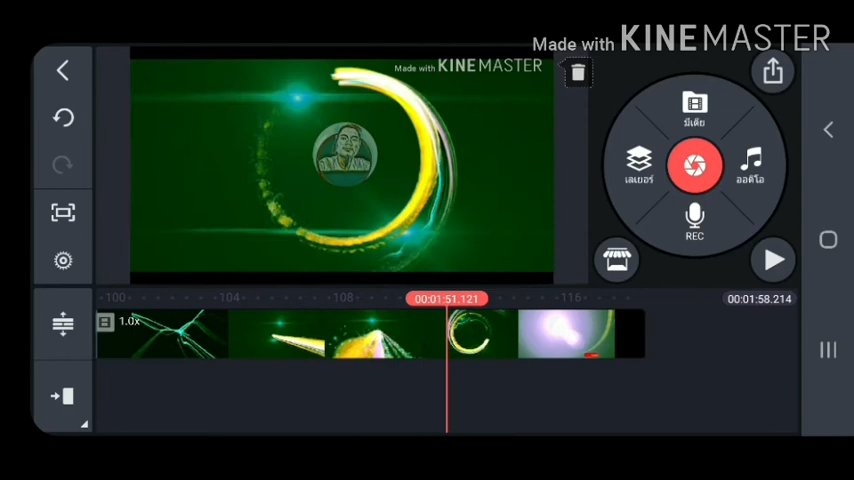 Made with KINEMASTER
Made with KINEMASTER
มีเดีย
เลเยอร์
ออดิโอ
REC
100
104
108
00:01:51.121
116
00:01:58.214
1.0x